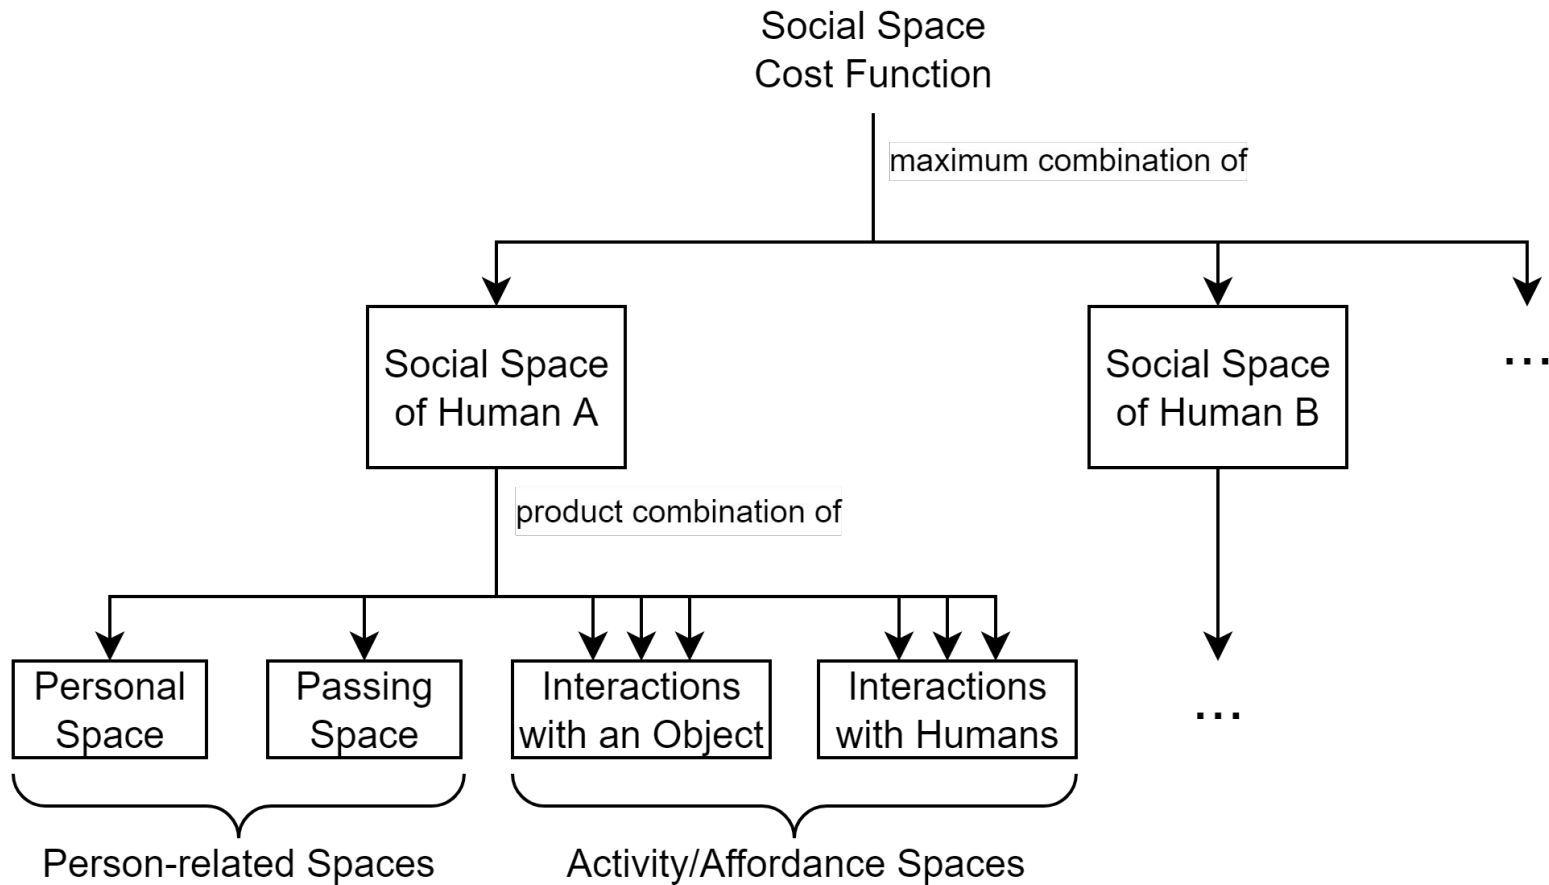 Social Space
Cost Function
maximum combination of
Social Space
of Human A
Social Space
of Human B
...
product combination of
Personal
Space
Passing
Space
Interactions
with an Object
Interactions
with Humans
...
Person-related Spaces
Activity/Affordance Spaces